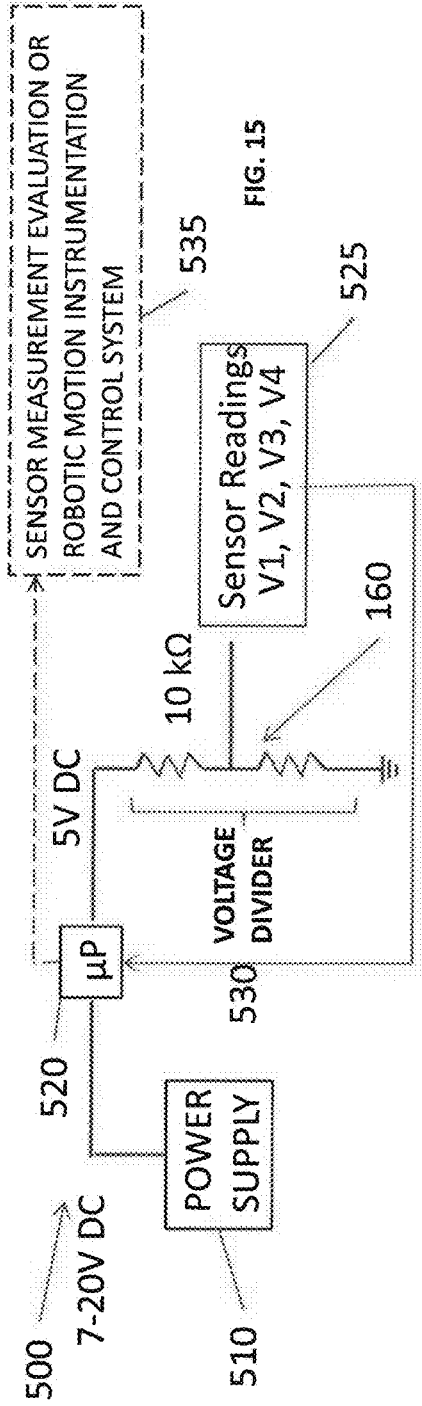 500
7-20V DC
510
POWER
SUPPLY
520
µP
5V DC
530
VOLTAGE
DIVIDER
10 kΩ
160
Sensor Readings
V1, V2, V3, V4
525
SENSOR MEASUREMENT EVALUATION OR
ROBOTIC MOTION INSTRUMENTATION
AND CONTROL SYSTEM
535
FIG. 15